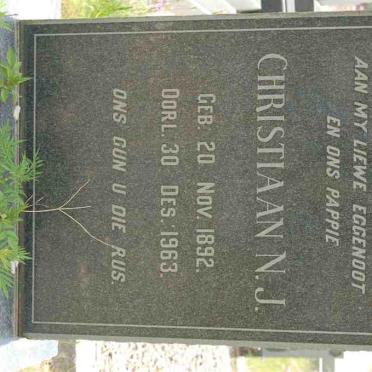 AAN MY LIEWE EGGENOOT
EN ONS PAPPIE
CHRISTIAAN N.J.
GEB. 20 NOV. 1892.
OORL. 30 DES. 1963.
ONS GUN U DIE RUS